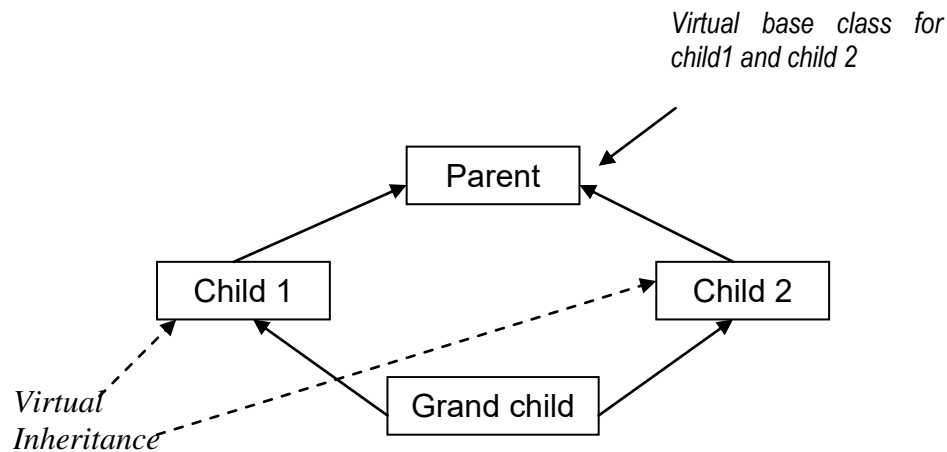 Virtual base class for
child1 and child 2
Parent
Child 1
Child 2
Grand child
Virtual
Inheritance